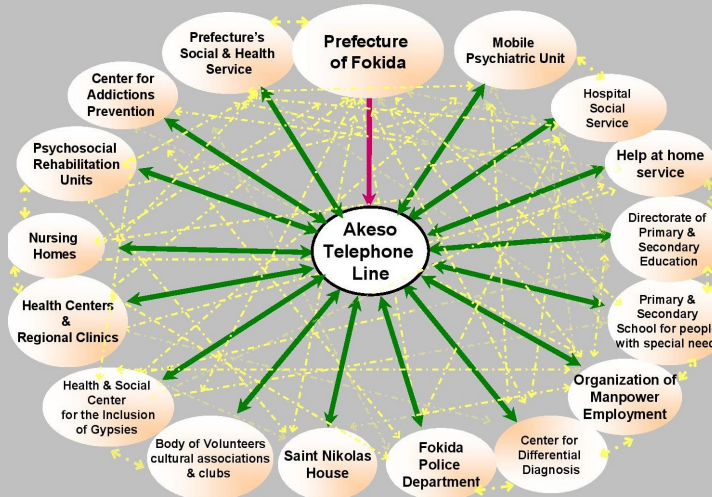 Prefecture
of Fokida
Mobile
Psychiatric Unit
Hospital
Social
Service
Help at home
service
Directorate of
Primary &
Secondary
Education
Primary &
Secondary
School for people
with special need
Organization of
Manpower
Employment
Center for
Differential
Diagnosis
Fokida
Police
Department
Saint Nikolas
House
Body of Volunteers
cultural associations
& clubs
Health & Social
Center
for the Inclusion
of Gypsies
Health Centers
&
Regional Clinics
Nursing
Homes
Psychosocial
Rehabilitation
Units
Center for
Addictions
Prevention
Prefecture's
Social & Health
Service
Akeso
Telephone
Line